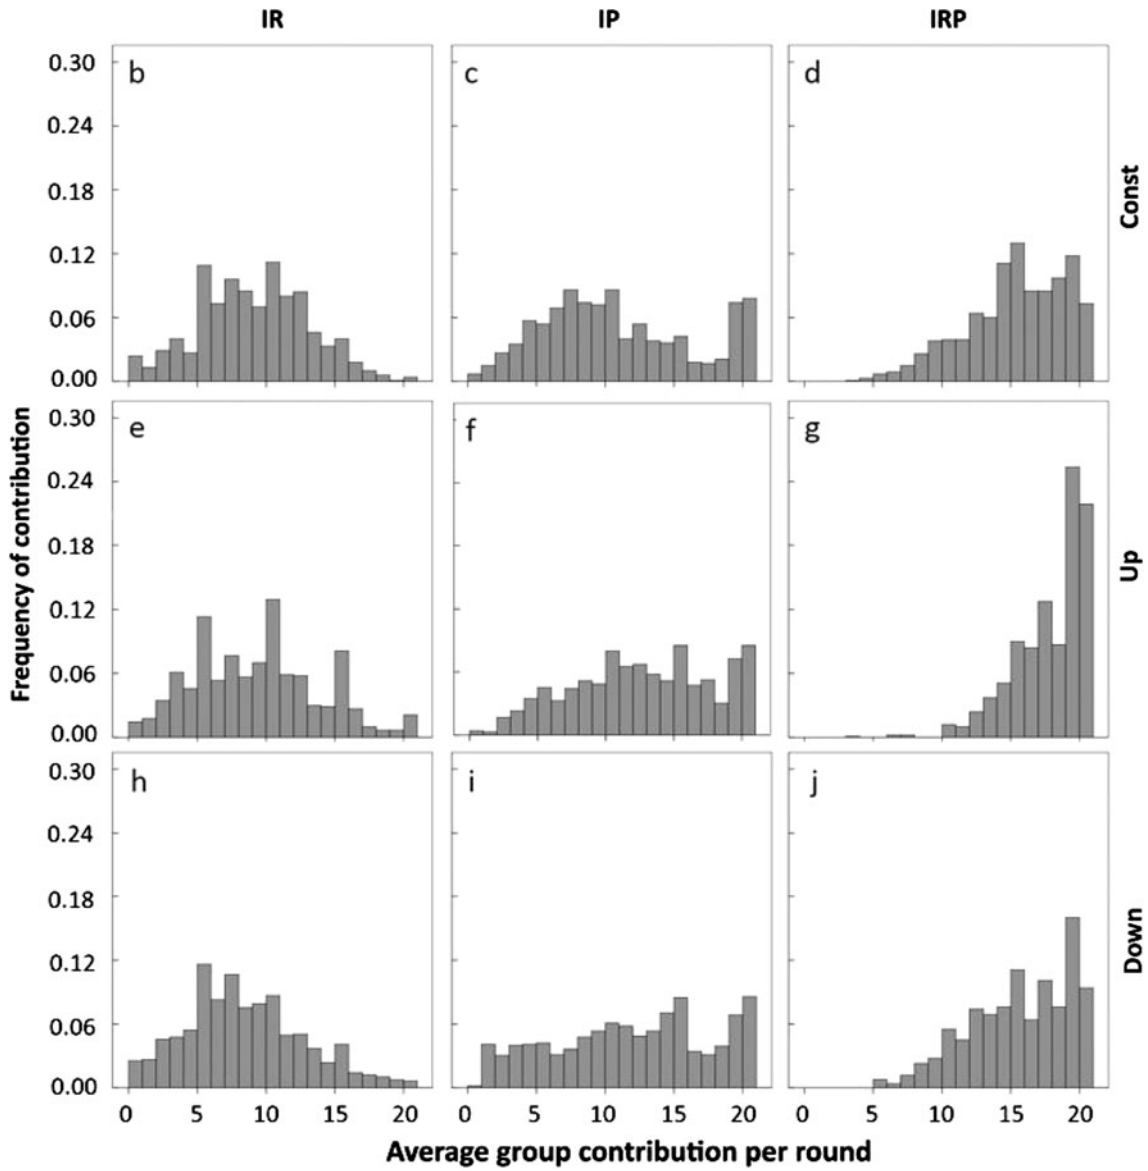 IR IP IRP
b c d
0.30
0.24
0.18
0.12
0.06
0.00
Const
e f g
0.30
0.24
0.18
0.12
0.06
0.00
Up
h i j
0.30
0.24
0.18
0.12
0.06
0.00
Down
Frequency of contribution
0 5 10 15 20 0 5 10 15 20 0 5 10 15 20
Average group contribution per round